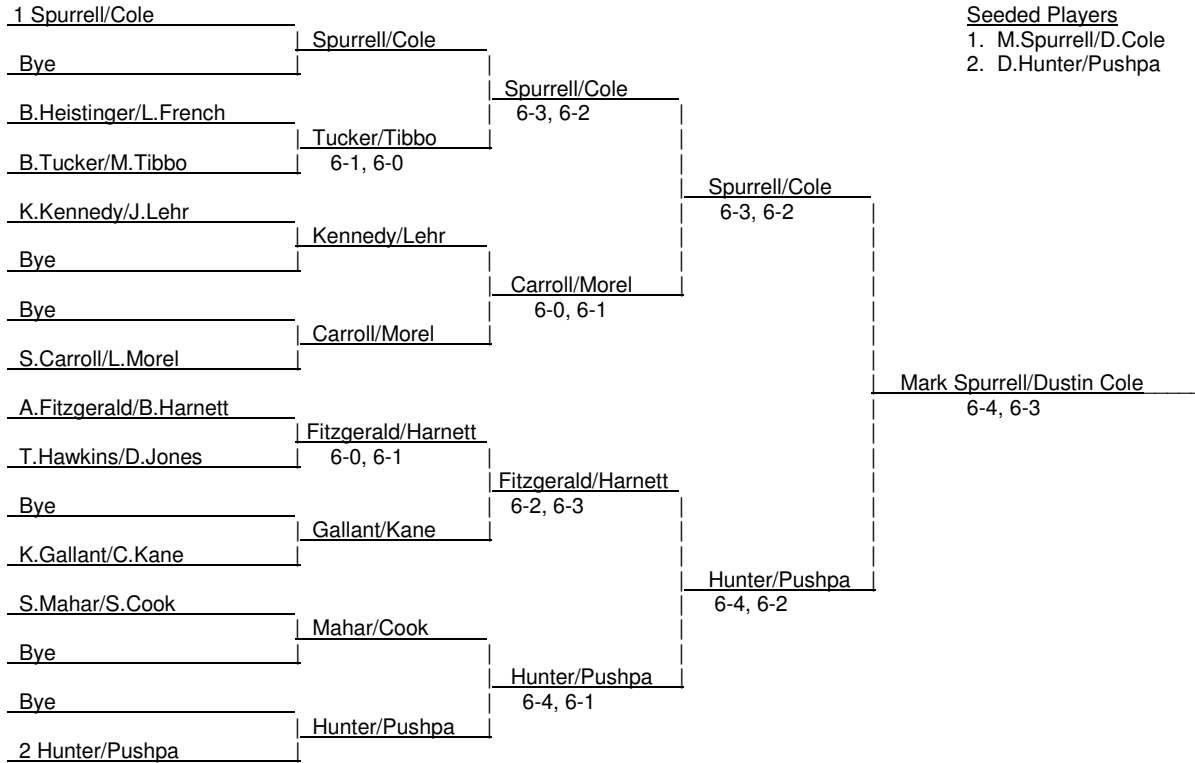 1 Spurrell/Cole
Seeded Players
Spurrell/Cole
1. M.Spurrell/D.Cole
Bye
2. D.Hunter/Pushpa
Spurrell/Cole
B.Heistinger/L.French
6-3, 6-2
Tucker/Tibbo
B.Tucker/M.Tibbo
6-1, 6-0
Spurrell/Cole
K.Kennedy/J.Lehr
6-3, 6-2
Kennedy/Lehr
Bye
Carroll/Morel
Bye
6-0, 6-1
Carroll/Morel
S.Carroll/L.Morel
Mark Spurrell/Dustin Cole
A.Fitzgerald/B.Harnett
6-4, 6-3
Fitzgerald/Harnett
T.Hawkins/D.Jones
6-0, 6-1
Fitzgerald/Harnett
Bye
6-2, 6-3
Gallant/Kane
K.Gallant/C.Kane
Hunter/Pushpa
S.Mahar/S.Cook
6-4, 6-2
Mahar/Cook
Bye
Hunter/Pushpa
Bye
6-4, 6-1
Hunter/Pushpa
2 Hunter/Pushpa